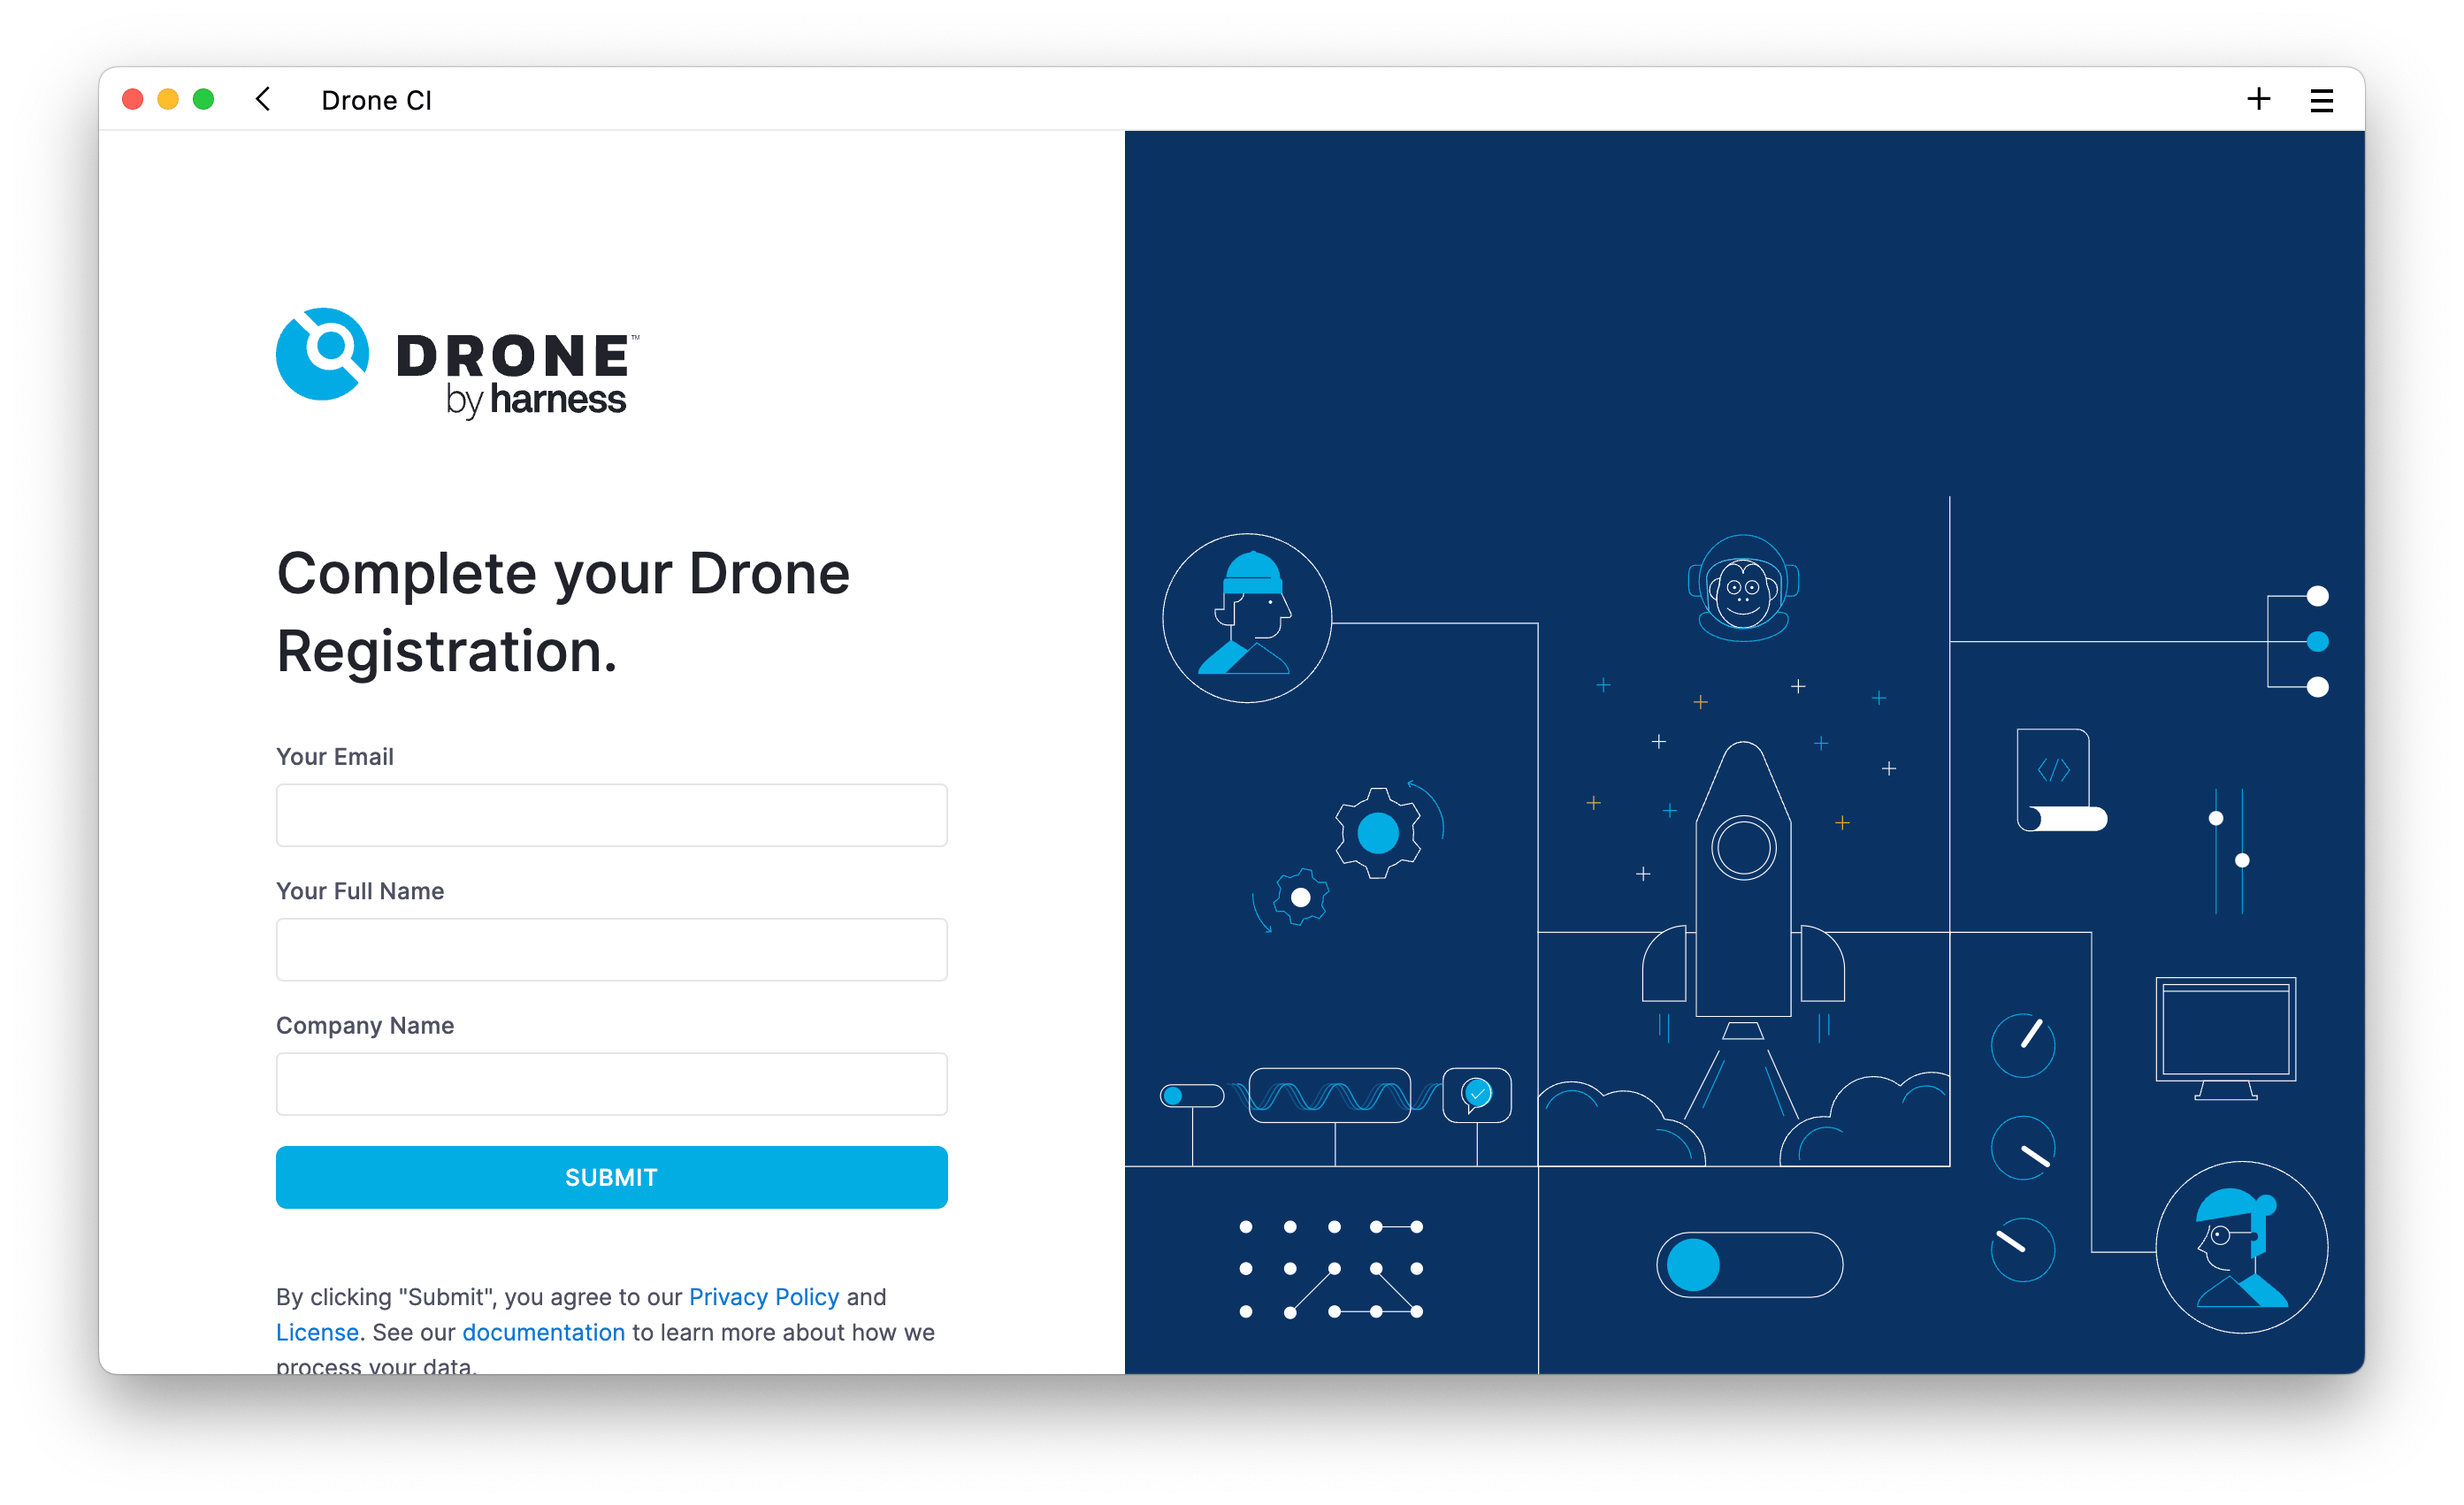 Drone CI
DRONE™
by harness
Complete your Drone
Registration.
Your Email
Your Full Name
Company Name
SUBMIT
By clicking "Submit", you agree to our Privacy Policy and
License. See our documentation to learn more about how we
process your data.